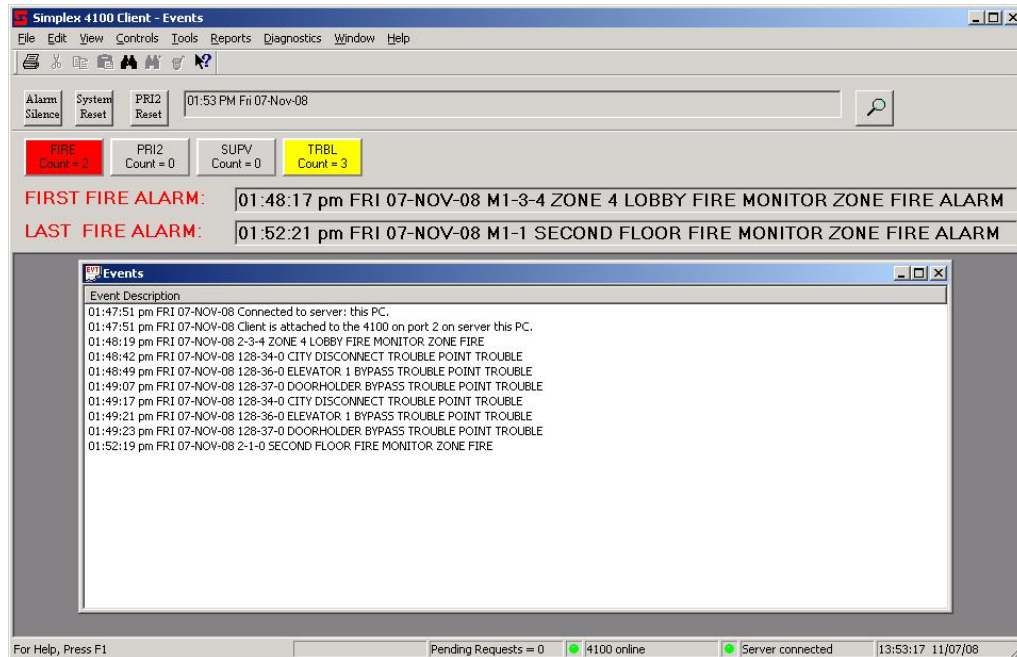 Simplex 4100 Client - Events
File Edit View Controls Tools Reports Diagnostics Window Help
Alarm Silence System Reset PRI2 Reset 01:53 PM Fri 07-Nov-08
FIRE Count = 2 PRI2 Count = 0 SUPV Count = 0 TRBL Count = 3
FIRST FIRE ALARM: 01:48:17 pm FRI 07-NOV-08 M1-3-4 ZONE 4 LOBBY FIRE MONITOR ZONE FIRE ALARM
LAST FIRE ALARM: 01:52:21 pm FRI 07-NOV-08 M1-1 SECOND FLOOR FIRE MONITOR ZONE FIRE ALARM
EVT Events
Event Description
01:47:51 pm FRI 07-NOV-08 Connected to server: this PC.
01:47:51 pm FRI 07-NOV-08 Client is attached to the 4100 on port 2 on server this PC.
01:48:19 pm FRI 07-NOV-08 2-3-4 ZONE 4 LOBBY FIRE MONITOR ZONE FIRE
01:48:42 pm FRI 07-NOV-08 128-34-0 CITY DISCONNECT TROUBLE POINT TROUBLE
01:48:49 pm FRI 07-NOV-08 128-36-0 ELEVATOR 1 BYPASS TROUBLE POINT TROUBLE
01:49:07 pm FRI 07-NOV-08 128-37-0 DOORHOLDER BYPASS TROUBLE POINT TROUBLE
01:49:17 pm FRI 07-NOV-08 128-34-0 CITY DISCONNECT TROUBLE POINT TROUBLE
01:49:21 pm FRI 07-NOV-08 128-36-0 ELEVATOR 1 BYPASS TROUBLE POINT TROUBLE
01:49:23 pm FRI 07-NOV-08 128-37-0 DOORHOLDER BYPASS TROUBLE POINT TROUBLE
01:52:19 pm FRI 07-NOV-08 2-1-0 SECOND FLOOR FIRE MONITOR ZONE FIRE
For Help, Press F1 Pending Requests = 0 4100 online Server connected 13:53:17 11/07/08